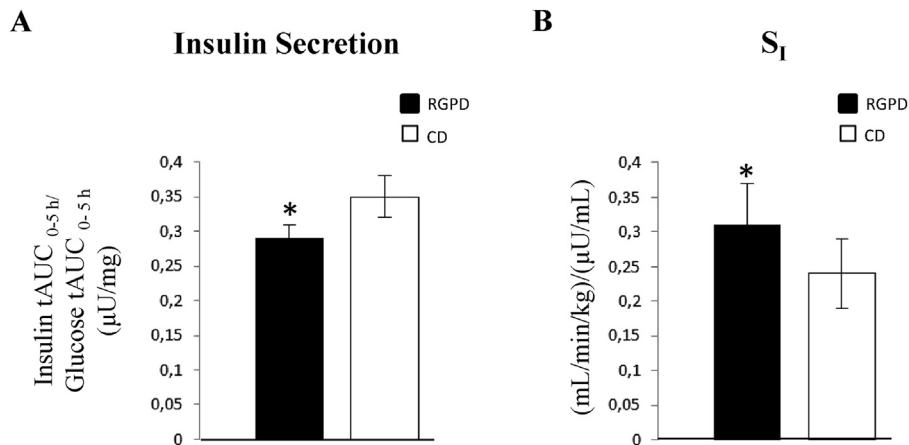 A
Insulin Secretion
RGPD
CD
Insulin tAUC 0-5 h/
Glucose tAUC 0- 5 h
(µU/mg)
0,4
0,35
0,3
0,25
0,2
0,15
0,1
0,05
0
*
B
SI
RGPD
CD
(mL/min/kg)/(µU/mL)
0,4
0,35
0,3
0,25
0,2
0,15
0,1
0,05
0
*